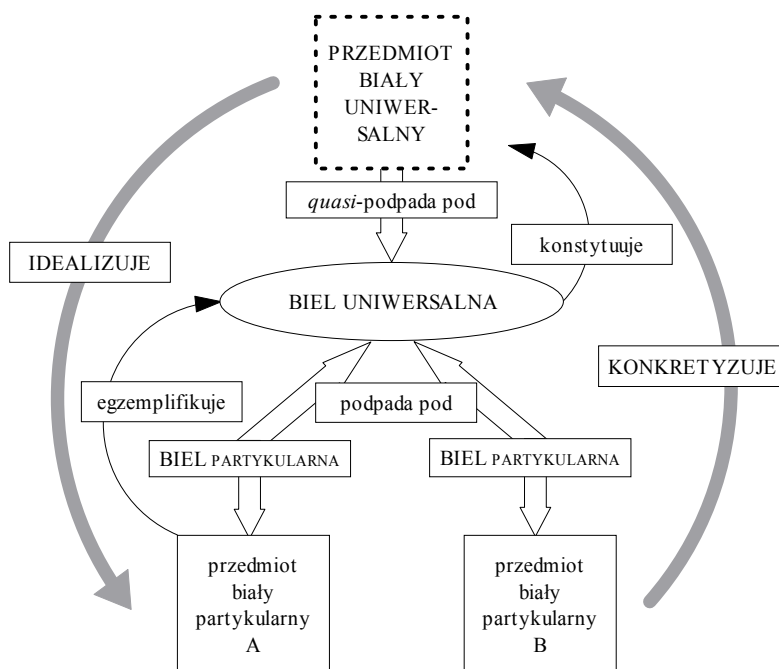 PRZEDMIOT
BIAŁY
UNIWER-
SALNY
quasi-podpada pod
konstytuuje
IDEALIZUJE
BIEL UNIWERSALNA
KONKRETYZUJE
egzemplifikuje
podpada pod
BIEL PARTYKULARNA
BIEL PARTYKULARNA
przedmiot
biały
partykularny
A
przedmiot
biały
partykularny
B